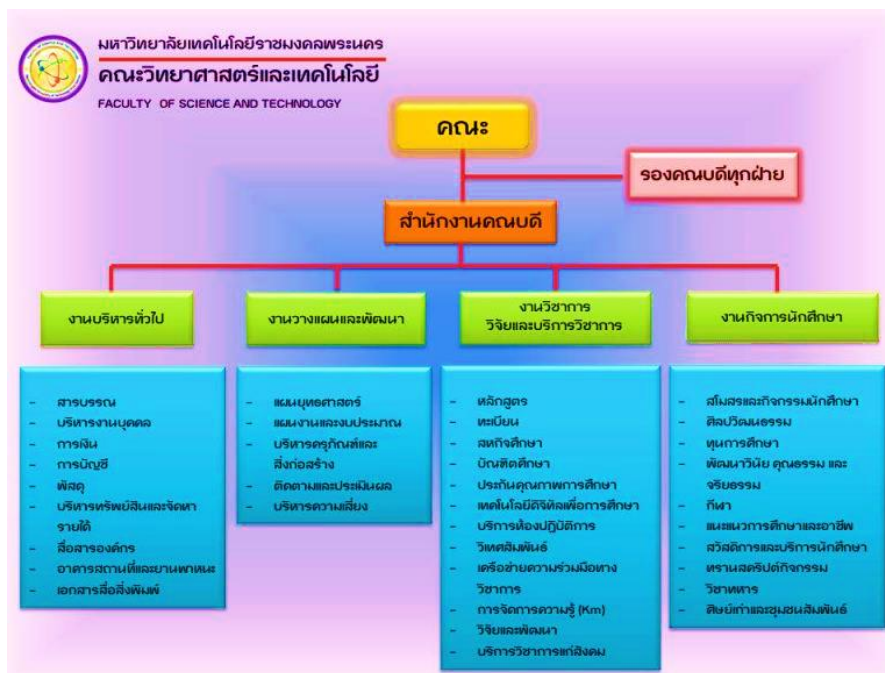 มหาวิทยาลัยเทคโนโลยีราชมงคลพระนคร
คณะวิทยาศาสตร์และเทคโนโลยี
FACULTY OF SCIENCE AND TECHNOLOGY
คณะ
รองคณบดีทุกฝ่าย
สำนักงานคณบดี
งานบริหารทั่วไป
- สารบรรณ
- บริหารงานบุคคล
- การเงิน
- การบัญชี
- พัสดุ
- บริหารทรัพย์สินและจัดหา
รายได้
- สื่อสารองค์กร
- อาคารสถานที่และยานพาหนะ
- เอกสารสื่อสิ่งพิมพ์
งานวางแผนและพัฒนา
- แผนยุทธศาสตร์
- แผนงานและงบประมาณ
- บริหารครุภัณฑ์และ
สิ่งก่อสร้าง
- ติดตามและประเมินผล
- บริหารความเสี่ยง
งานวิชาการ
วิจัยและบริการวิชาการ
- หลักสูตร
- ทะเบียน
- สหกิจศึกษา
- บัณฑิตศึกษา
- ประกันคุณภาพการศึกษา
- เทคโนโลยีดิจิทัลเพื่อการศึกษา
- บริการห้องปฏิบัติการ
- วิเทศสัมพันธ์
- เครือข่ายความร่วมมือทาง
วิชาการ
- การจัดการความรู้ (Km)
- วิจัยและพัฒนา
- บริการวิชาการแก่สังคม
งานกิจการนักศึกษา
- สโมสรและกิจกรรมนักศึกษา
- ศิลปวัฒนธรรม
- ทุนการศึกษา
- พัฒนาวินัย คุณธรรม และ
จริยธรรม
- กีฬา
- แนะแนวการศึกษาและอาชีพ
- สวัสดิการและบริการนักศึกษา
- ทรานสคริปต์กิจกรรม
- วิชาทหาร
- ศิษย์เก่าและชุมชนสัมพันธ์